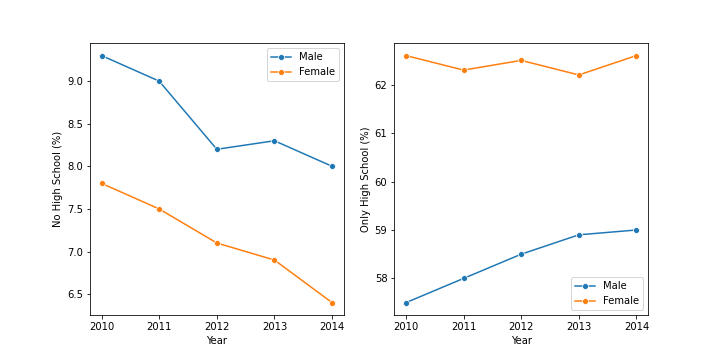 Male
Female
No High School (%)
9.0
8.5
8.0
7.5
7.0
6.5
2010 2011 2012 2013 2014
Year
Only High School (%)
62
61
60
59
58
Male
Female
2010 2011 2012 2013 2014
Year